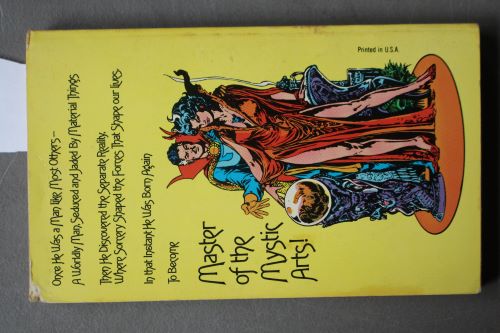 Once He Was a Man Like Most Others —
A Worldly Man, Seduced and Jaded By Material Things
Then He Discovered the Separate Reality,
Where Sorcery Shaped the Forces That Shape our Lives.
In that Instant He Was Born Again
To Become
Master
of the
Mystic
Arts!
Printed in U.S.A.